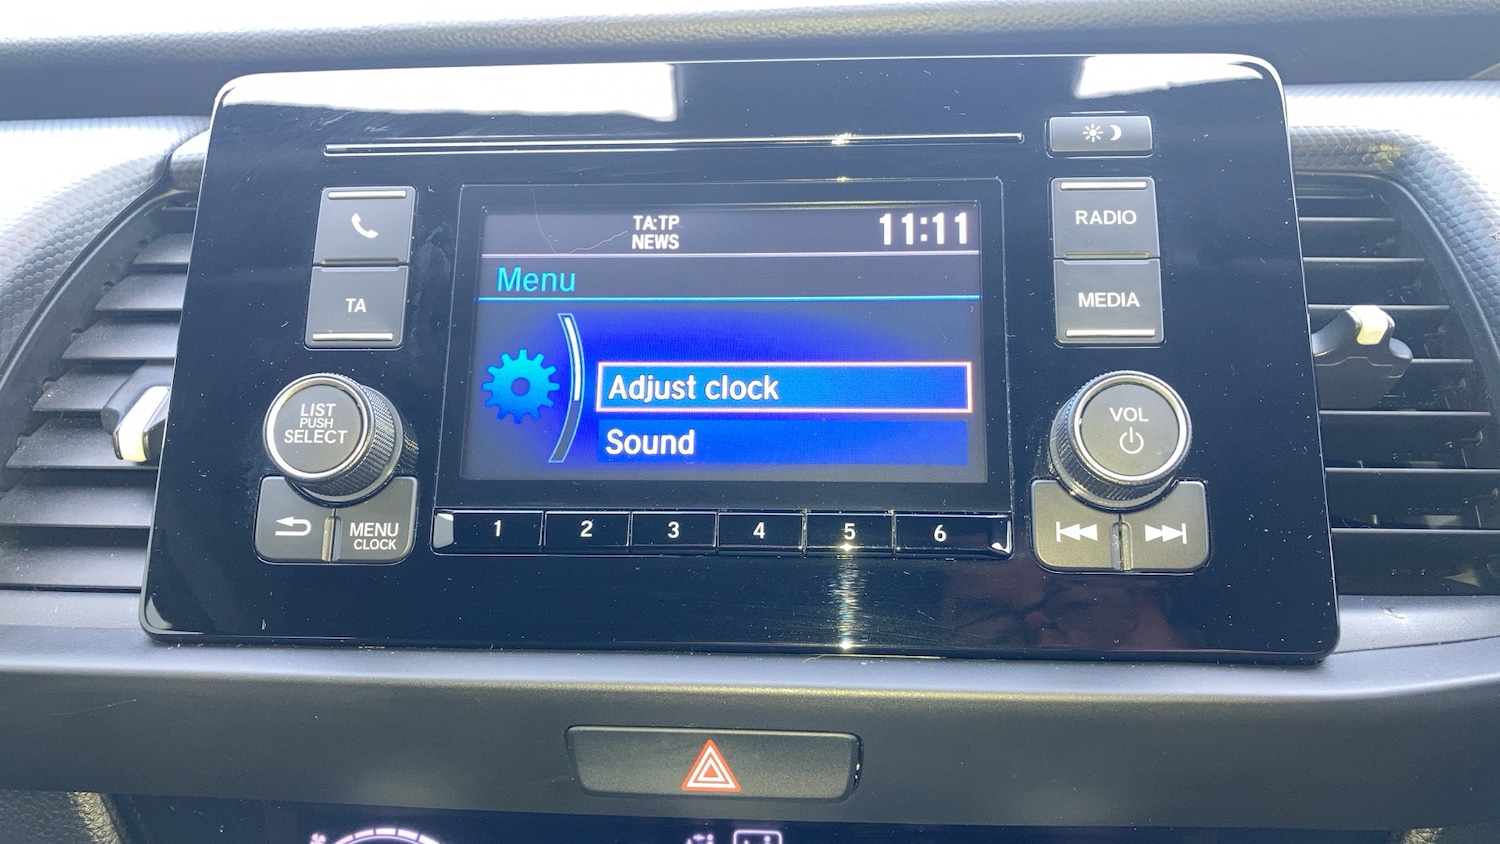 TA:TP
NEWS
11:11
Menu
Adjust clock
Sound
TA
RADIO
MEDIA
LIST
PUSH
SELECT
VOL
MENU
CLOCK
1 2 3 4 5 6